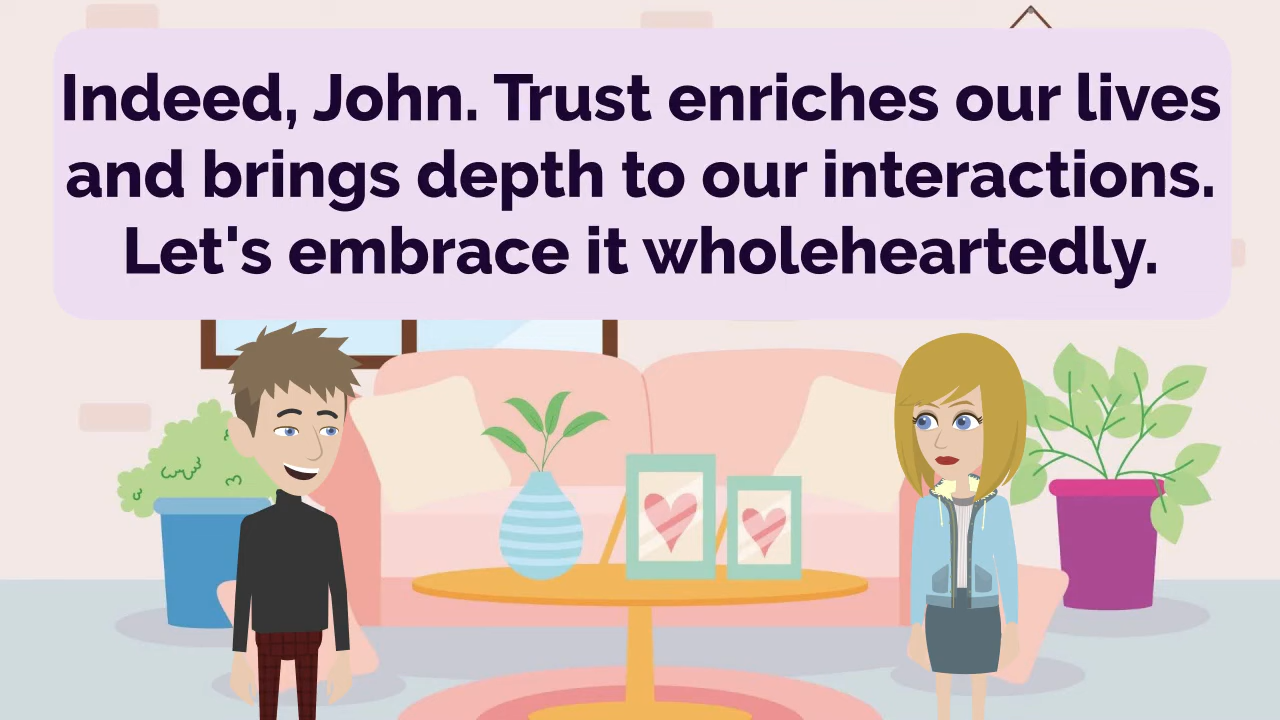 Indeed, John. Trust enriches our lives
and brings depth to our interactions.
Let's embrace it wholeheartedly.